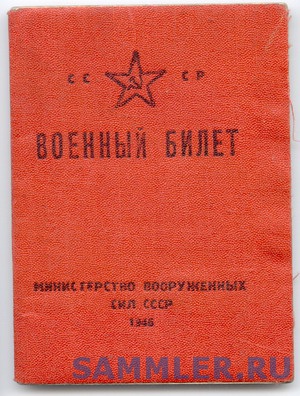 СС СР
ВОЕННЫЙ БИЛЕТ
МИНИСТЕРСТВО ВООРУЖЕННЫХ
СИЛ СССР
1946
SAMMLER.RU